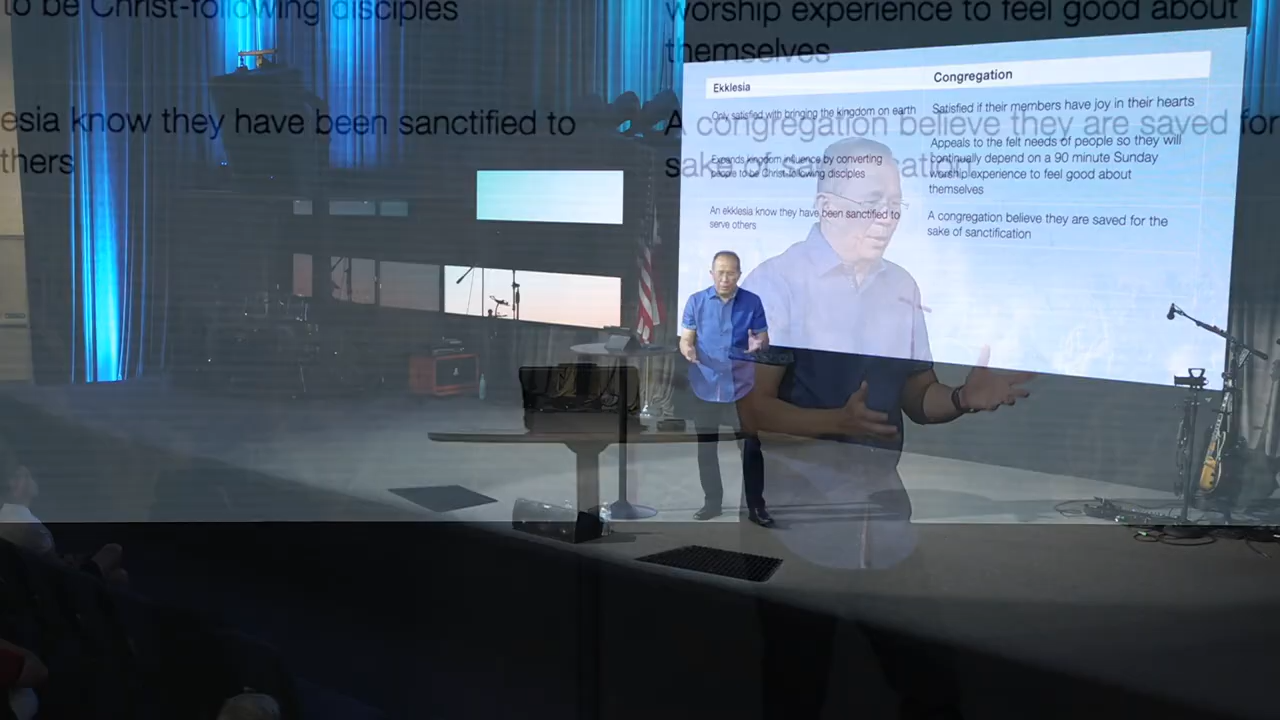 to be Christ-following disciples
worship experience to feel good about
themselves
esia know they have been sanctified to
thers
A congregation believe they are saved for
sake of sanctification
Ekklesia
Congregation
Only satisfied with bringing the kingdom on earth
Satisfied if their members have joy in their hearts
Expands kingdom influence by converting
people to be Christ-following disciples
Appeals to the felt needs of people so they will
continually depend on a 90 minute Sunday
worship experience to feel good about
themselves
An ekklesia know they have been sanctified to
serve others
A congregation believe they are saved for the
sake of sanctification